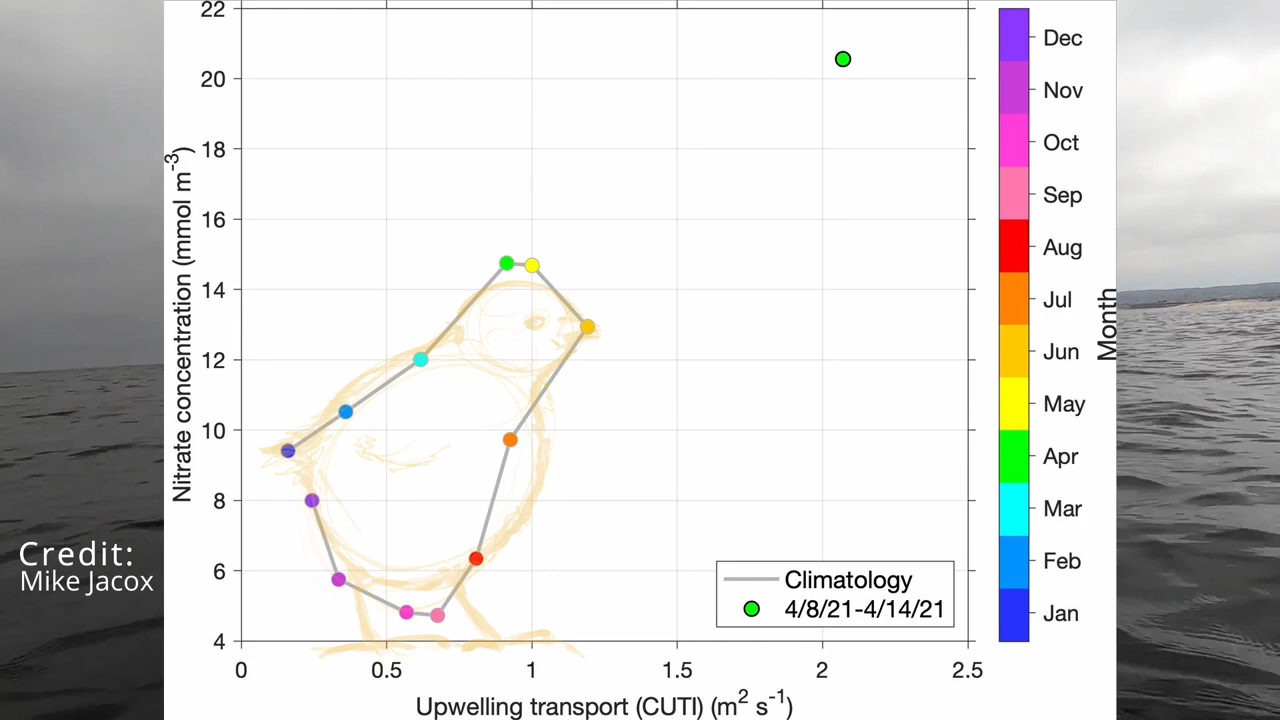 22
20
18
16
14
12
10
8
6
4
Nitrate concentration (mmol m⁻³)
0 0.5 1 1.5 2 2.5
Upwelling transport (CUTI) (m² s⁻¹)
Climatology
4/8/21-4/14/21
Dec
Nov
Oct
Sep
Aug
Jul
Jun
May
Apr
Mar
Feb
Jan
Month
Credit:
Mike Jacox